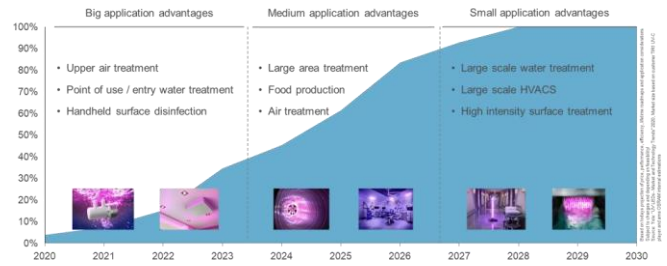 Big application advantages
Medium application advantages
Small application advantages
100%
90%
80%
70%
60%
50%
40%
30%
20%
10%
0%
• Upper air treatment
• Point of use / entry water treatment
• Handheld surface disinfection
• Large area treatment
• Food production
• Air treatment
• Large scale water treatment
• Large scale HVACS
• High intensity surface treatment
2020
2021
2022
2023
2024
2025
2026
2027
2028
2029
2030